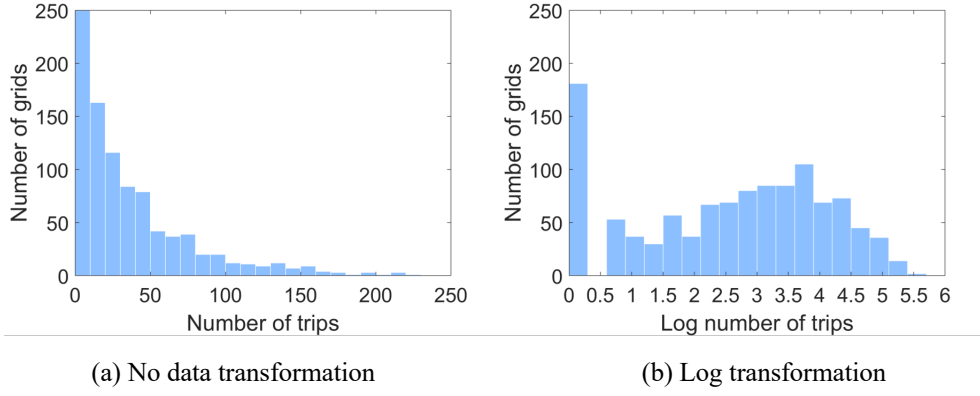 250
200
150
100
50
0
Number of grids
0 50 100 150 200 250
Number of trips
(a) No data transformation
250
200
150
100
50
0
Number of grids
0 0.5 1 1.5 2 2.5 3 3.5 4 4.5 5 5.5 6
Log number of trips
(b) Log transformation